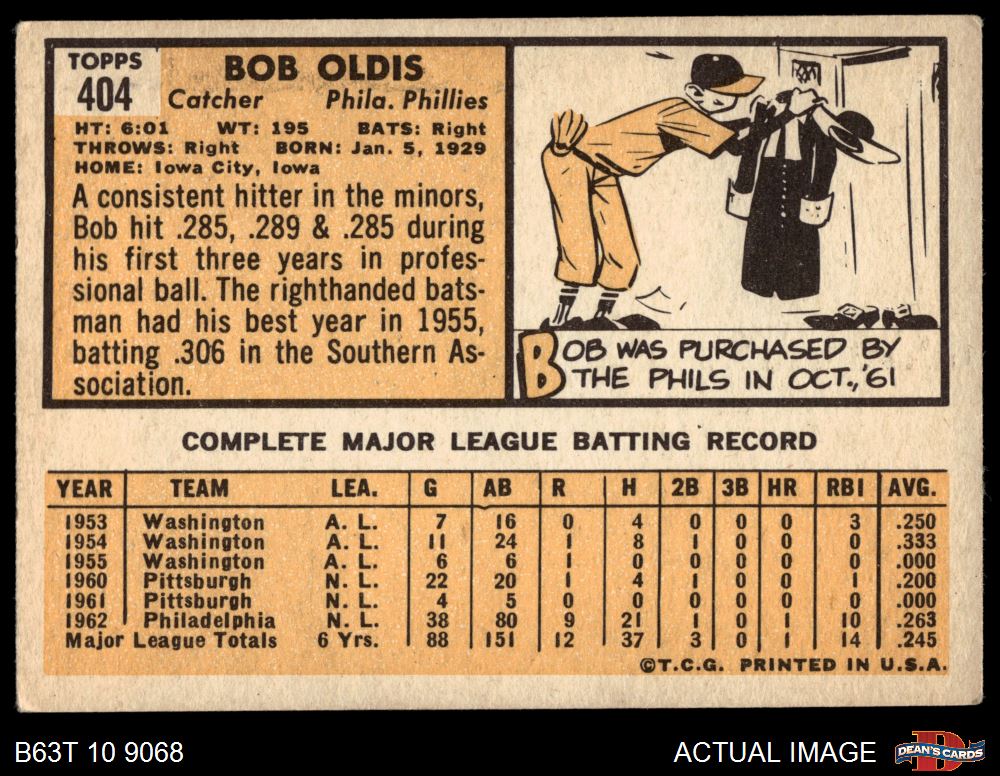 TOPPS
404
BOB OLDIS
Catcher Phila. Phillies
HT: 6:01 WT: 195 BATS: Right
THROWS: Right BORN: Jan. 5, 1929
HOME: Iowa City, Iowa
A consistent hitter in the minors,
Bob hit .285, .289 & .285 during
his first three years in profes-
sional ball. The righthanded bats-
man had his best year in 1955,
batting .306 in the Southern As-
sociation.
BOB WAS PURCHASED BY
THE PHILS IN OCT., '61
COMPLETE MAJOR LEAGUE BATTING RECORD
YEAR TEAM LEA. G AB R H 2B 3B HR RBI AVG.
1953 Washington A. L. 7 16 0 4 0 0 0 3 .250
1954 Washington A. L. 11 24 1 8 1 0 0 0 .333
1955 Washington A. L. 6 6 1 0 0 0 0 0 .000
1960 Pittsburgh N. L. 22 20 1 4 1 0 0 1 .200
1961 Pittsburgh N. L. 4 5 0 0 0 0 0 0 .000
1962 Philadelphia N. L. 38 80 9 21 1 0 1 10 .263
Major League Totals 6 Yrs. 88 151 12 37 3 0 1 14 .245
©T.C.G. PRINTED IN U.S.A.
B63T 10 9068 ACTUAL IMAGE DEAN'S CARDS